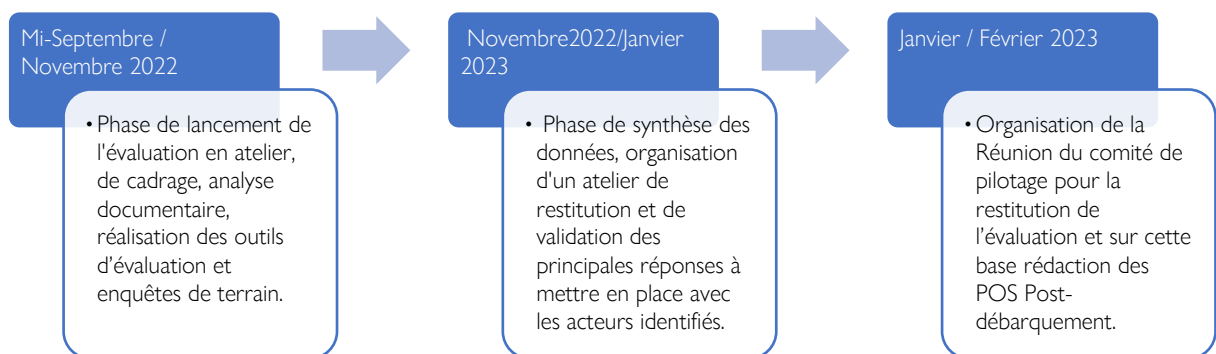 Mi-Septembre /
Novembre 2022
• Phase de lancement de
l'évaluation en atelier,
de cadrage, analyse
documentaire,
réalisation des outils
d'évaluation et
enquêtes de terrain.
Novembre2022/Janvier
2023
• Phase de synthèse des
données, organisation
d'un atelier de
restitution et de
validation des
principales réponses à
mettre en place avec
les acteurs identifiés.
Janvier / Février 2023
• Organisation de la
Réunion du comité de
pilotage pour la
restitution de
l'évaluation et sur cette
base rédaction des
POS Post-
débarquement.